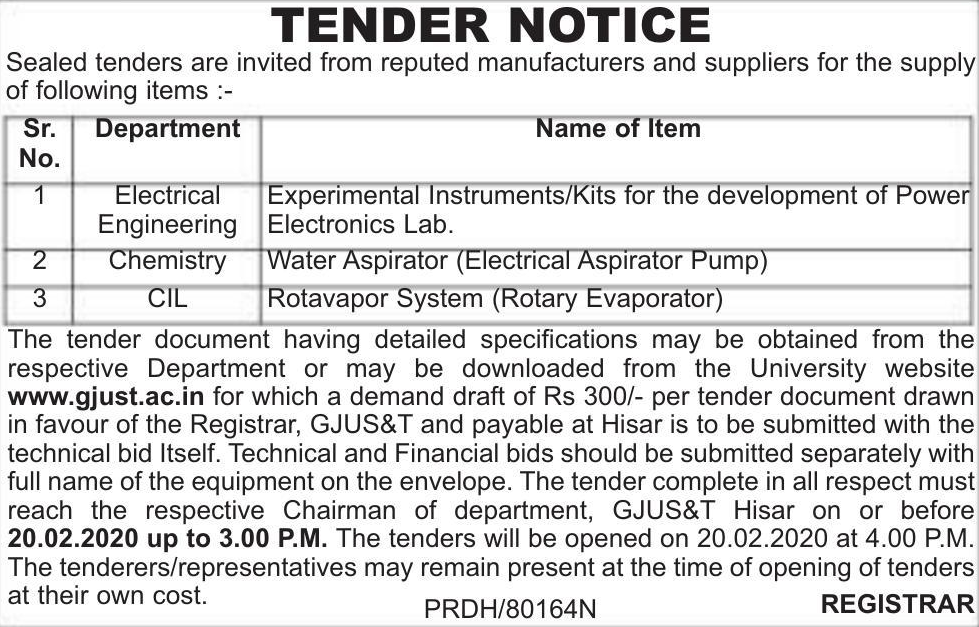 TENDER NOTICE
Sealed tenders are invited from reputed manufacturers and suppliers for the supply
of following items :-
Sr. No. Department Name of Item
1 Electrical Engineering Experimental Instruments/Kits for the development of Power Electronics Lab.
2 Chemistry Water Aspirator (Electrical Aspirator Pump)
3 CIL Rotavapor System (Rotary Evaporator)
The tender document having detailed specifications may be obtained from the
respective Department or may be downloaded from the University website
www.gjust.ac.in for which a demand draft of Rs 300/- per tender document drawn
in favour of the Registrar, GJUS&T and payable at Hisar is to be submitted with the
technical bid Itself. Technical and Financial bids should be submitted separately with
full name of the equipment on the envelope. The tender complete in all respect must
reach the respective Chairman of department, GJUS&T Hisar on or before
20.02.2020 up to 3.00 P.M. The tenders will be opened on 20.02.2020 at 4.00 P.M.
The tenderers/representatives may remain present at the time of opening of tenders
at their own cost.
PRDH/80164N REGISTRAR